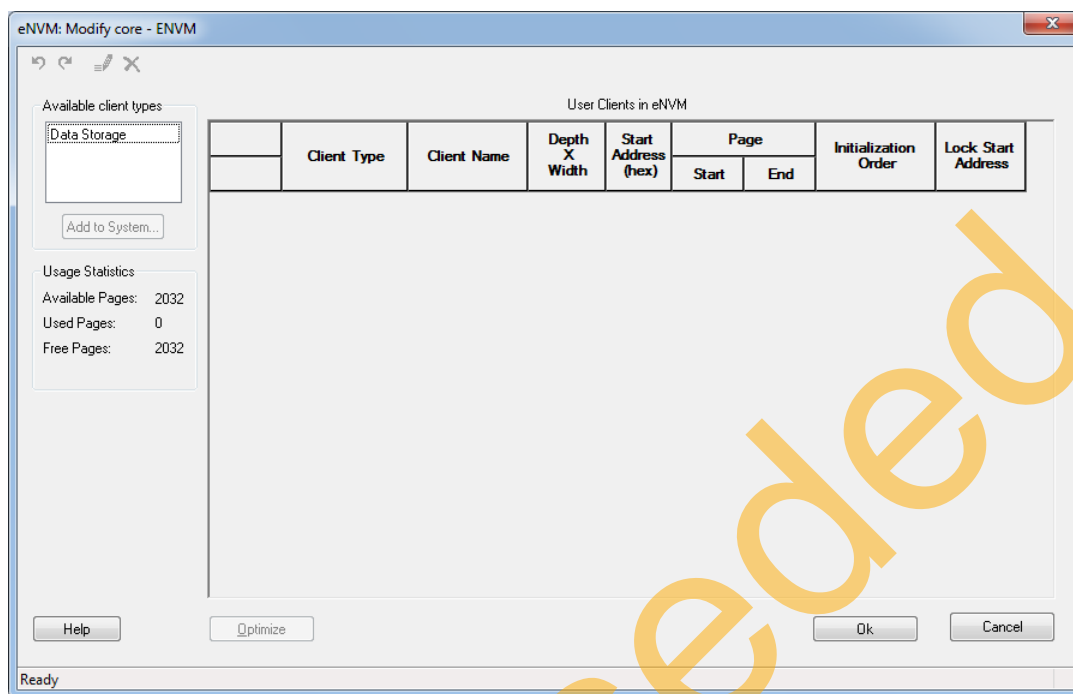 eNVM: Modify core - ENVM
Available client types
Data Storage
Add to System...
Usage Statistics
Available Pages: 2032
Used Pages: 0
Free Pages: 2032
User Clients in eNVM
Client Type
Client Name
Depth
X
Width
Start
Address
(hex)
Page
Start
End
Initialization
Order
Lock Start
Address
Help
Optimize
Ok
Cancel
Ready
eded